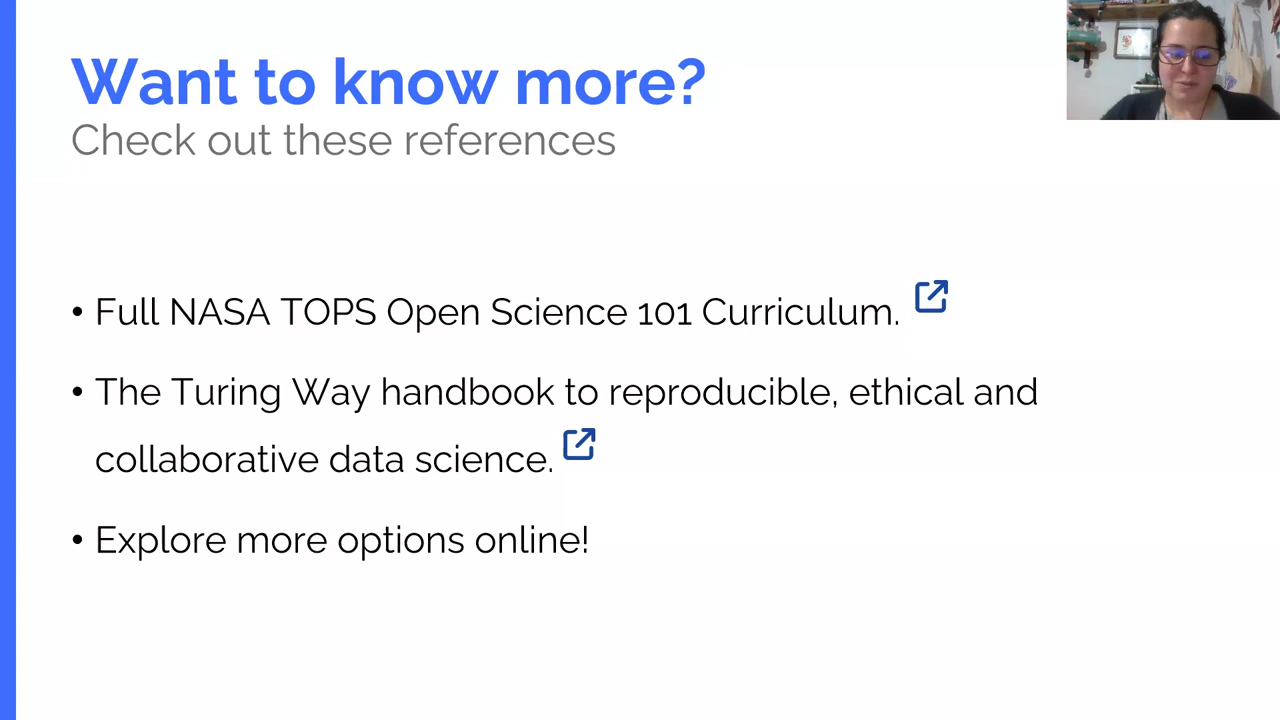 Want to know more?
Check out these references
• Full NASA TOPS Open Science 101 Curriculum.
• The Turing Way handbook to reproducible, ethical and
collaborative data science.
• Explore more options online!